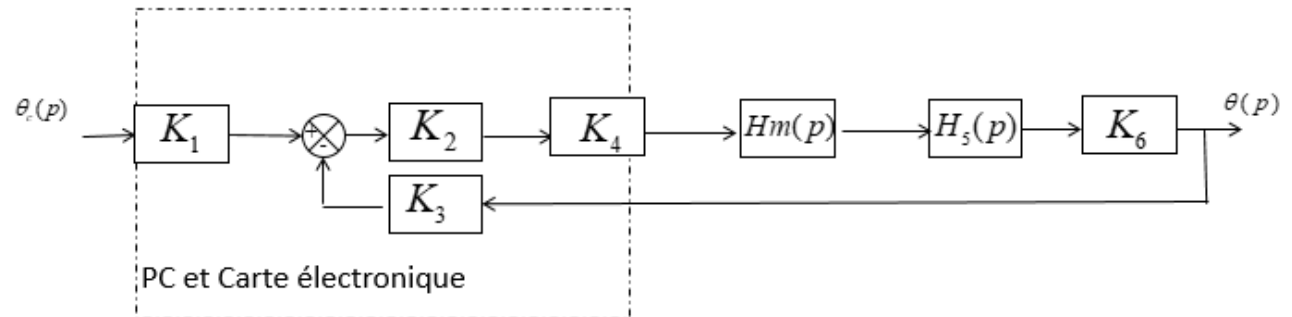 θc(p)
K1
+
-
K2
K4
Hm(p)
H5(p)
K6
θ(p)
K3
PC et Carte électronique